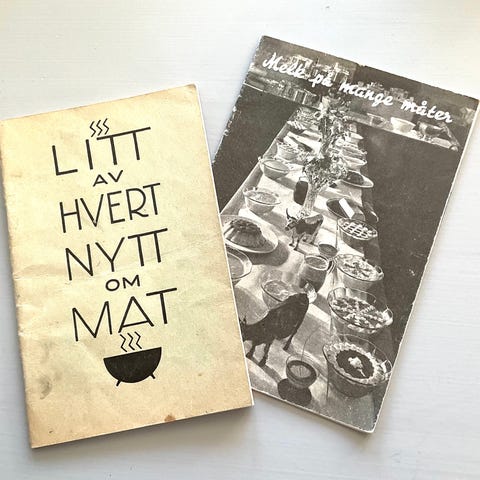 LITT
AV
HVERT
NYTT
OM
MAT
Melk på mange måter